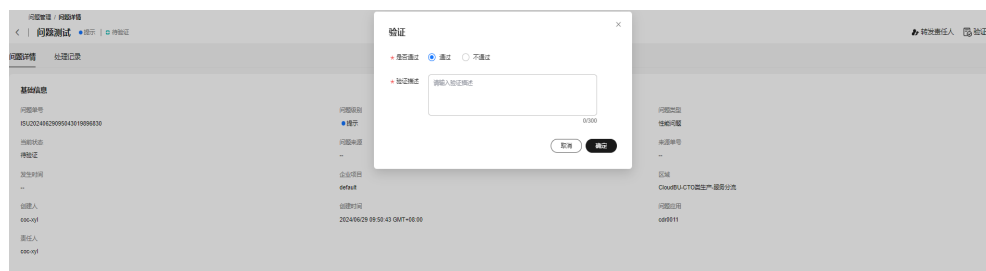 问题管理 / 问题详情
< | 问题测试 提示 | 待验证
转发责任人 验证
问题详情 处理记录
验证 ×
* 是否通过 通过 不通过
* 验证描述 请输入验证描述
0/300
取消 确定
基础信息
问题单号 问题级别 问题类型
ISU2024062909504301989683​0 提示 性能问题
当前状态 问题来源 来源单号
待验证 -- --
发生时间 企业项目 区域
-- default CloudBU-CTO类生产-服务分流
创建人 创建时间 问题应用
coc-xyl 2024/06/29 09:50:43 GMT+08:00 cdr0011
责任人
coc-xyl